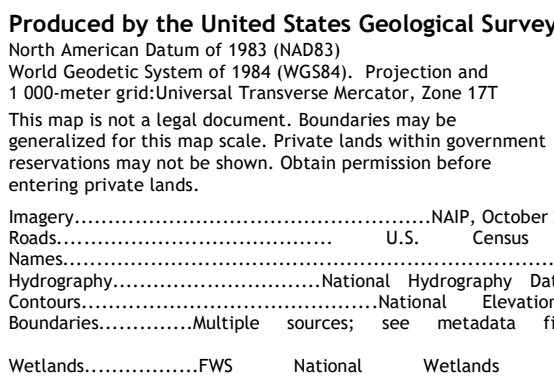 Produced by the United States Geological Survey
North American Datum of 1983 (NAD83)
World Geodetic System of 1984 (WGS84).  Projection and
1 000-meter grid:Universal Transverse Mercator, Zone 17T
This map is not a legal document. Boundaries may be
generalized for this map scale. Private lands within government
reservations may not be shown. Obtain permission before
entering private lands.
Imagery....................................................NAIP, October
Roads......................................... U.S. Census
Names.........................................................................
Hydrography..............................National Hydrography
Contours...........................................National
Boundaries..............Multiple sources; see metadata
Wetlands.................FWS National Wetlands